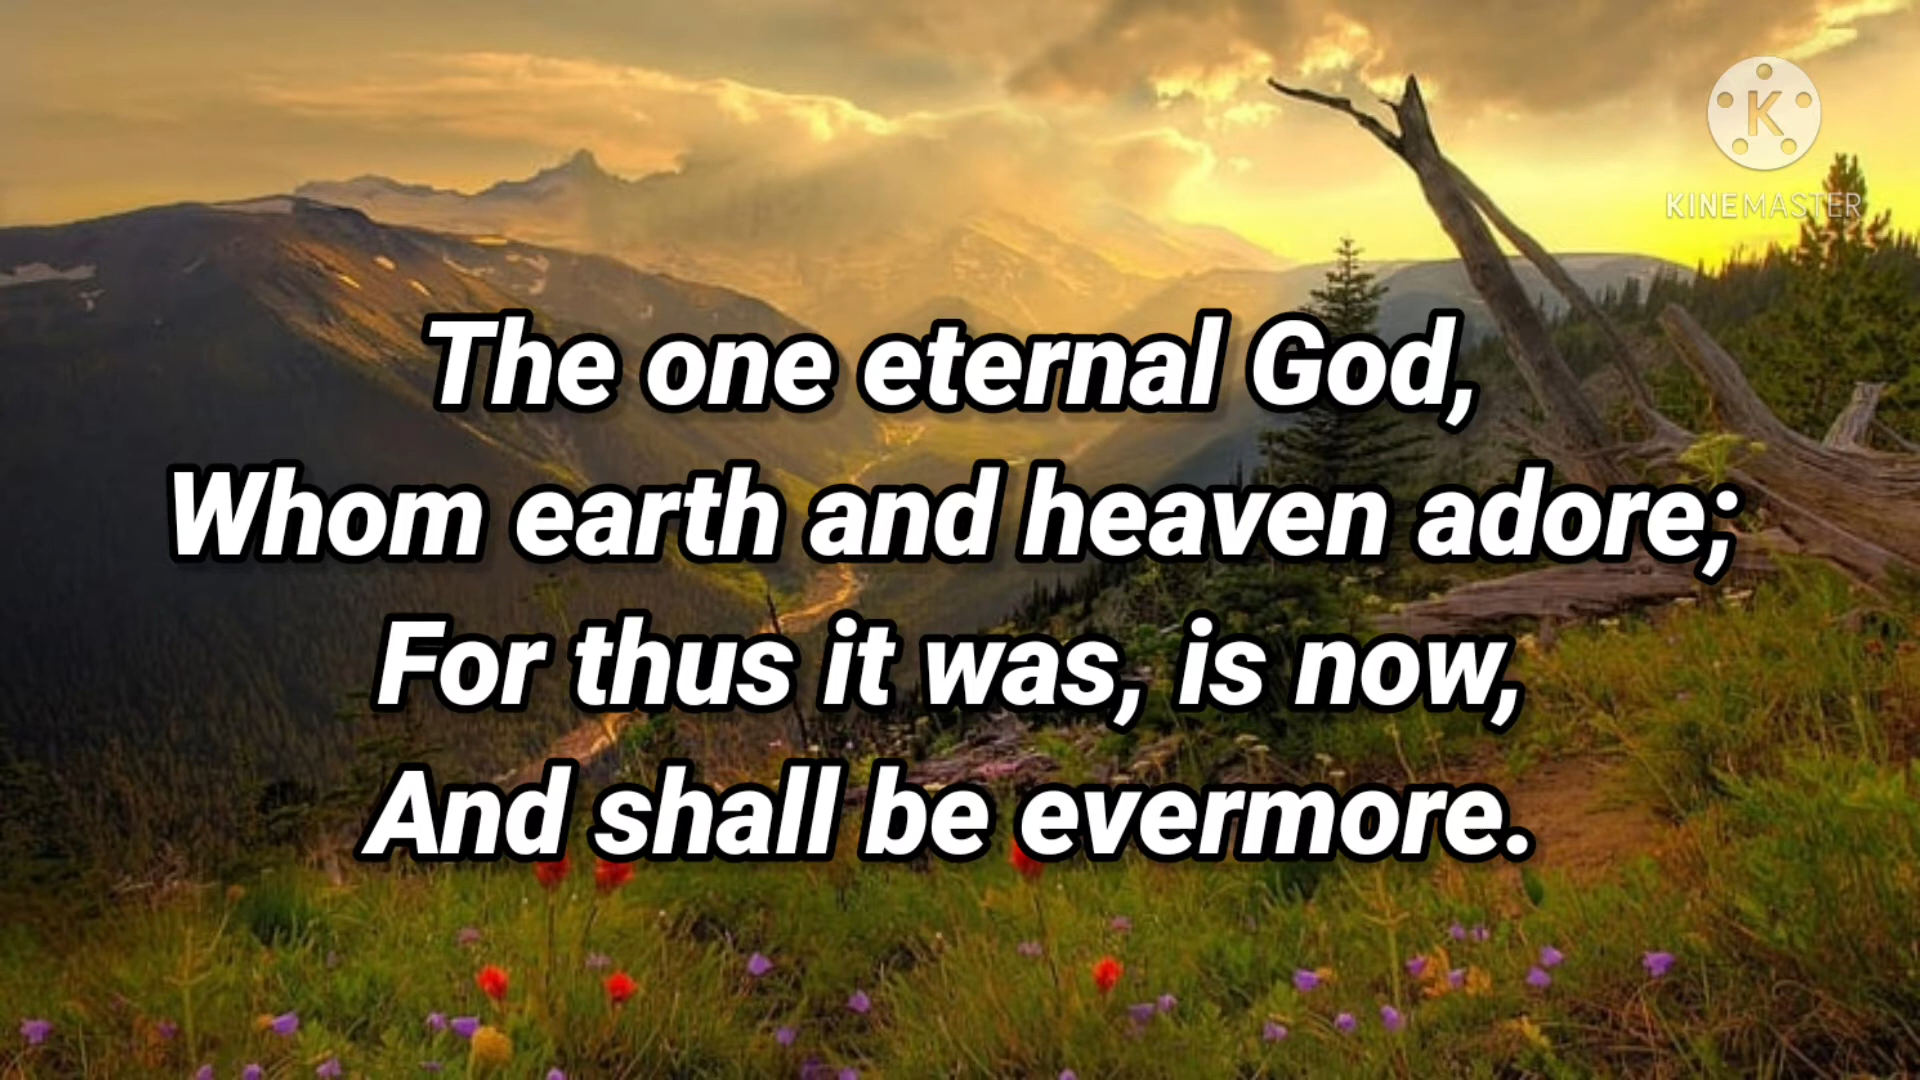 K
KINEMASTER
The one eternal God,
Whom earth and heaven adore;
For thus it was, is now,
And shall be evermore.